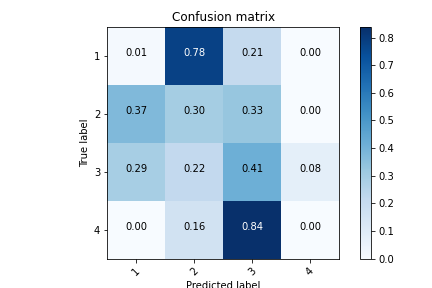 Confusion matrix
True label
1 0.01 0.78 0.21 0.00
2 0.37 0.30 0.33 0.00
3 0.29 0.22 0.41 0.08
4 0.00 0.16 0.84 0.00
1 2 3 4
Predicted label
0.8
0.7
0.6
0.5
0.4
0.3
0.2
0.1
0.0